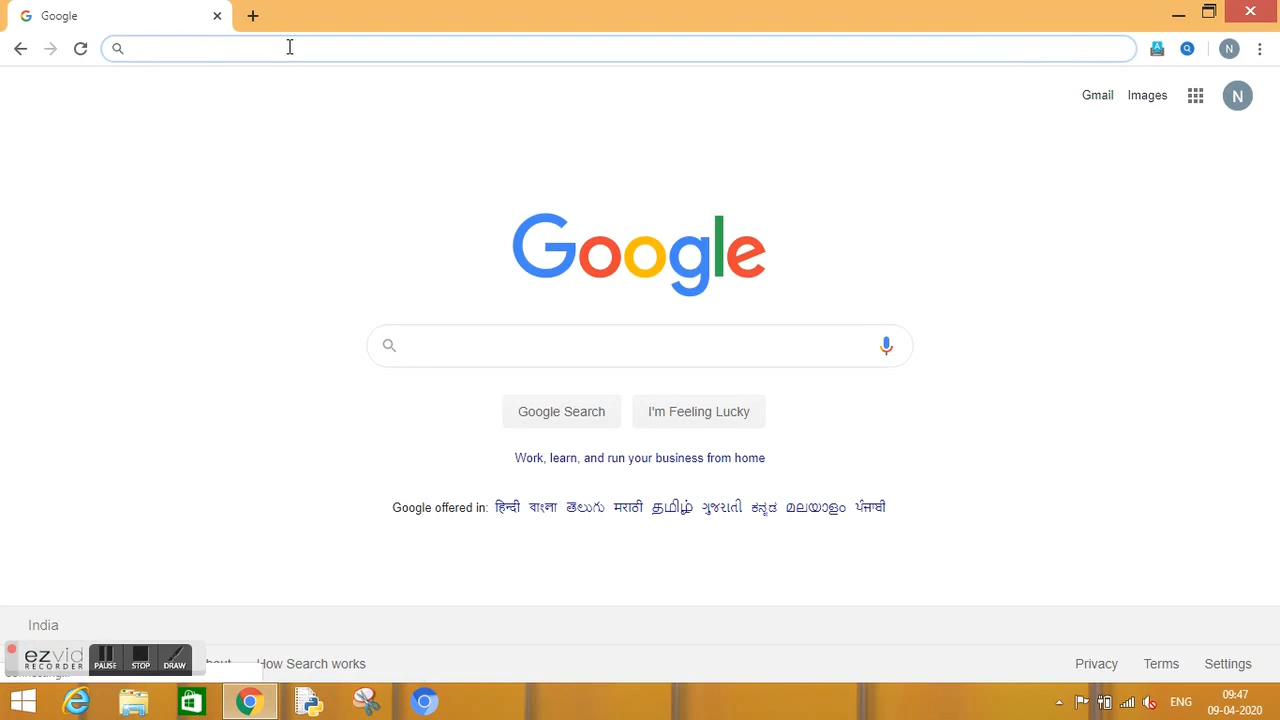 Google
N
Gmail Images
N
Google
Google Search I'm Feeling Lucky
Work, learn, and run your business from home
Google offered in: हिन्दी বাংলা తెలుగు मराठी தமிழ் ગુજરાતી ಕನ್ನಡ മലയാളം ਪੰਜਾਬੀ
India
ezvid
RECORDER
PAUSE STOP DRAW
How Search works
Privacy Terms Settings
ENG
09:47
09-04-2020